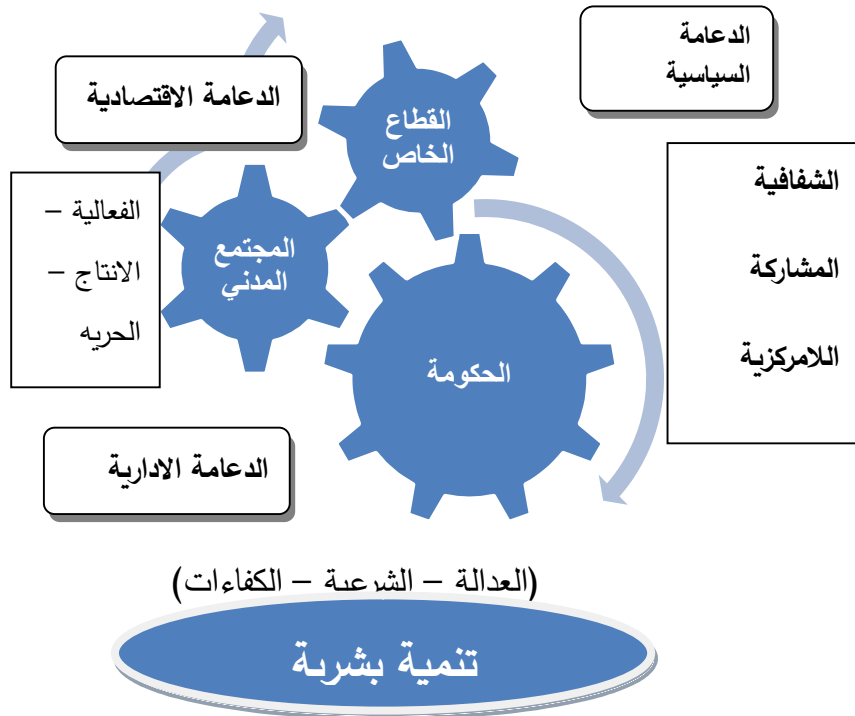 الدعامة
السياسية
الدعامة الاقتصادية
القطاع
الخاص
الشفافية
المشاركة
اللامركزية
الفعالية –
الانتاج –
الحريه
المجتمع
المدني
الحكومة
الدعامة الادارية
(العدالة – الشرعية – الكفاءات)
تنمية بشرية